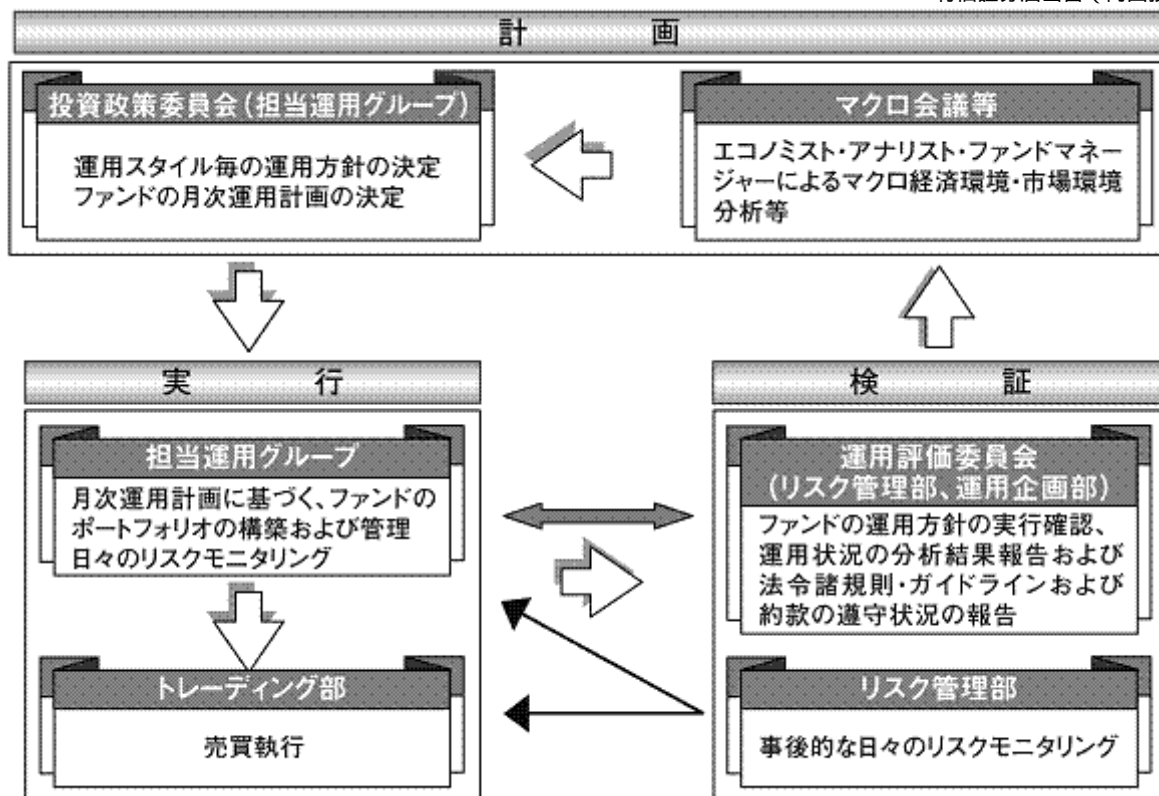 計 画
投資政策委員会(担当運用グループ)
運用スタイル毎の運用方針の決定
ファンドの月次運用計画の決定
マクロ会議等
エコノミスト・アナリスト・ファンドマネー
ジャーによるマクロ経済環境・市場環境
分析等
実 行
担当運用グループ
月次運用計画に基づく、ファンドの
ポートフォリオの構築および管理
日々のリスクモニタリング
トレーディング部
売買執行
検 証
運用評価委員会
(リスク管理部、運用企画部)
ファンドの運用方針の実行確認、
運用状況の分析結果報告および
法令諸規則・ガイドラインおよび
約款の遵守状況の報告
リスク管理部
事後的な日々のリスクモニタリング